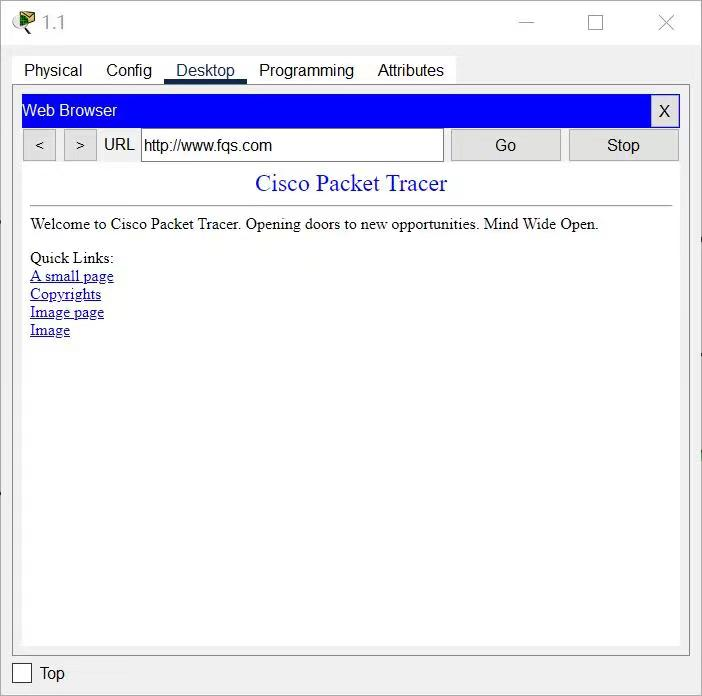 1.1
Physical Config Desktop Programming Attributes
Web Browser X
< > URL http://www.fqs.com Go Stop
Cisco Packet Tracer
Welcome to Cisco Packet Tracer. Opening doors to new opportunities. Mind Wide Open.
Quick Links:
A small page
Copyrights
Image page
Image
Top